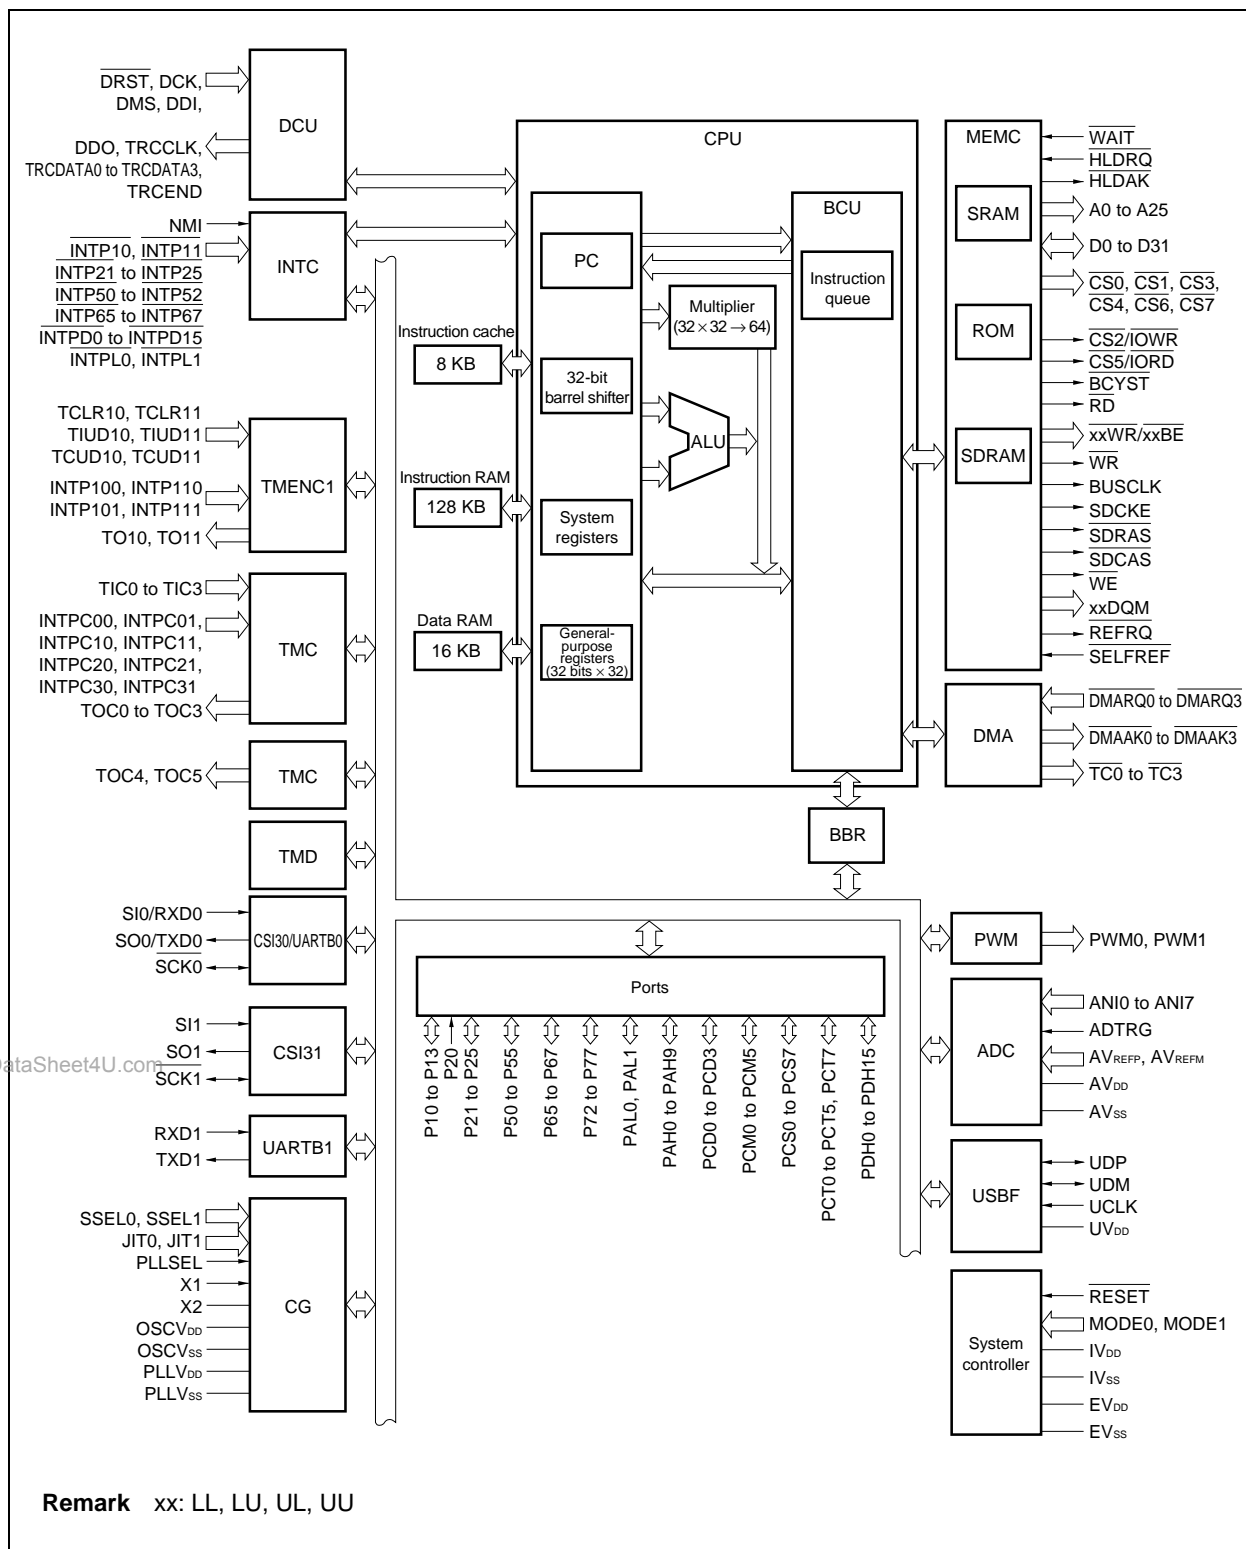 DRST, DCK,
DMS, DDI,
DDO, TRCCLK,
TRCDATA0 to TRCDATA3,
TRCEND
DCU
NMI
INTP10, INTP11
INTP21 to INTP25
INTP50 to INTP52
INTP65 to INTP67
INTPD0 to INTPD15
INTPL0, INTPL1
INTC
TCLR10, TCLR11
TIUD10, TIUD11
TCUD10, TCUD11
INTP100, INTP110
INTP101, INTP111
TO10, TO11
TMENC1
TIC0 to TIC3
INTPC00, INTPC01,
INTPC10, INTPC11,
INTPC20, INTPC21,
INTPC30, INTPC31
TOC0 to TOC3
TMC
TOC4, TOC5
TMC
TMD
SI0/RXD0
SO0/TXD0
SCK0
CSI30/UARTB0
SI1
SO1
SCK1
CSI31
DataSheet4U.com
RXD1
TXD1
UARTB1
SSEL0, SSEL1
JIT0, JIT1
PLLSEL
X1
X2
OSCVDD
OSCVSS
PLLVDD
PLLVSS
CG
CPU
Instruction cache
8 KB
Instruction RAM
128 KB
Data RAM
16 KB
PC
32-bit
barrel shifter
System
registers
General-
purpose
registers
(32 bits × 32)
Multiplier
(32 × 32 → 64)
ALU
BCU
Instruction
queue
BBR
Ports
P10 to P13
P20
P21 to P25
P50 to P55
P65 to P67
P72 to P77
PAL0, PAL1
PAH0 to PAH9
PCD0 to PCD3
PCM0 to PCM5
PCS0 to PCS7
PCT0 to PCT5, PCT7
PDH0 to PDH15
MEMC
SRAM
ROM
SDRAM
WAIT
HLDRQ
HLDAK
A0 to A25
D0 to D31
CS0, CS1, CS3,
CS4, CS6, CS7
CS2/IOWR
CS5/IORD
BCYST
RD
xxWR/xxBE
WR
BUSCLK
SDCKE
SDRAS
SDCAS
WE
xxDQM
REFRQ
SELFREF
DMA
DMARQ0 to DMARQ3
DMAAK0 to DMAAK3
TC0 to TC3
PWM
PWM0, PWM1
ADC
ANI0 to ANI7
ADTRG
AVREFP, AVREFM
AVDD
AVSS
USBF
UDP
UDM
UCLK
UVDD
System
controller
RESET
MODE0, MODE1
IVDD
IVSS
EVDD
EVSS
Remark xx: LL, LU, UL, UU